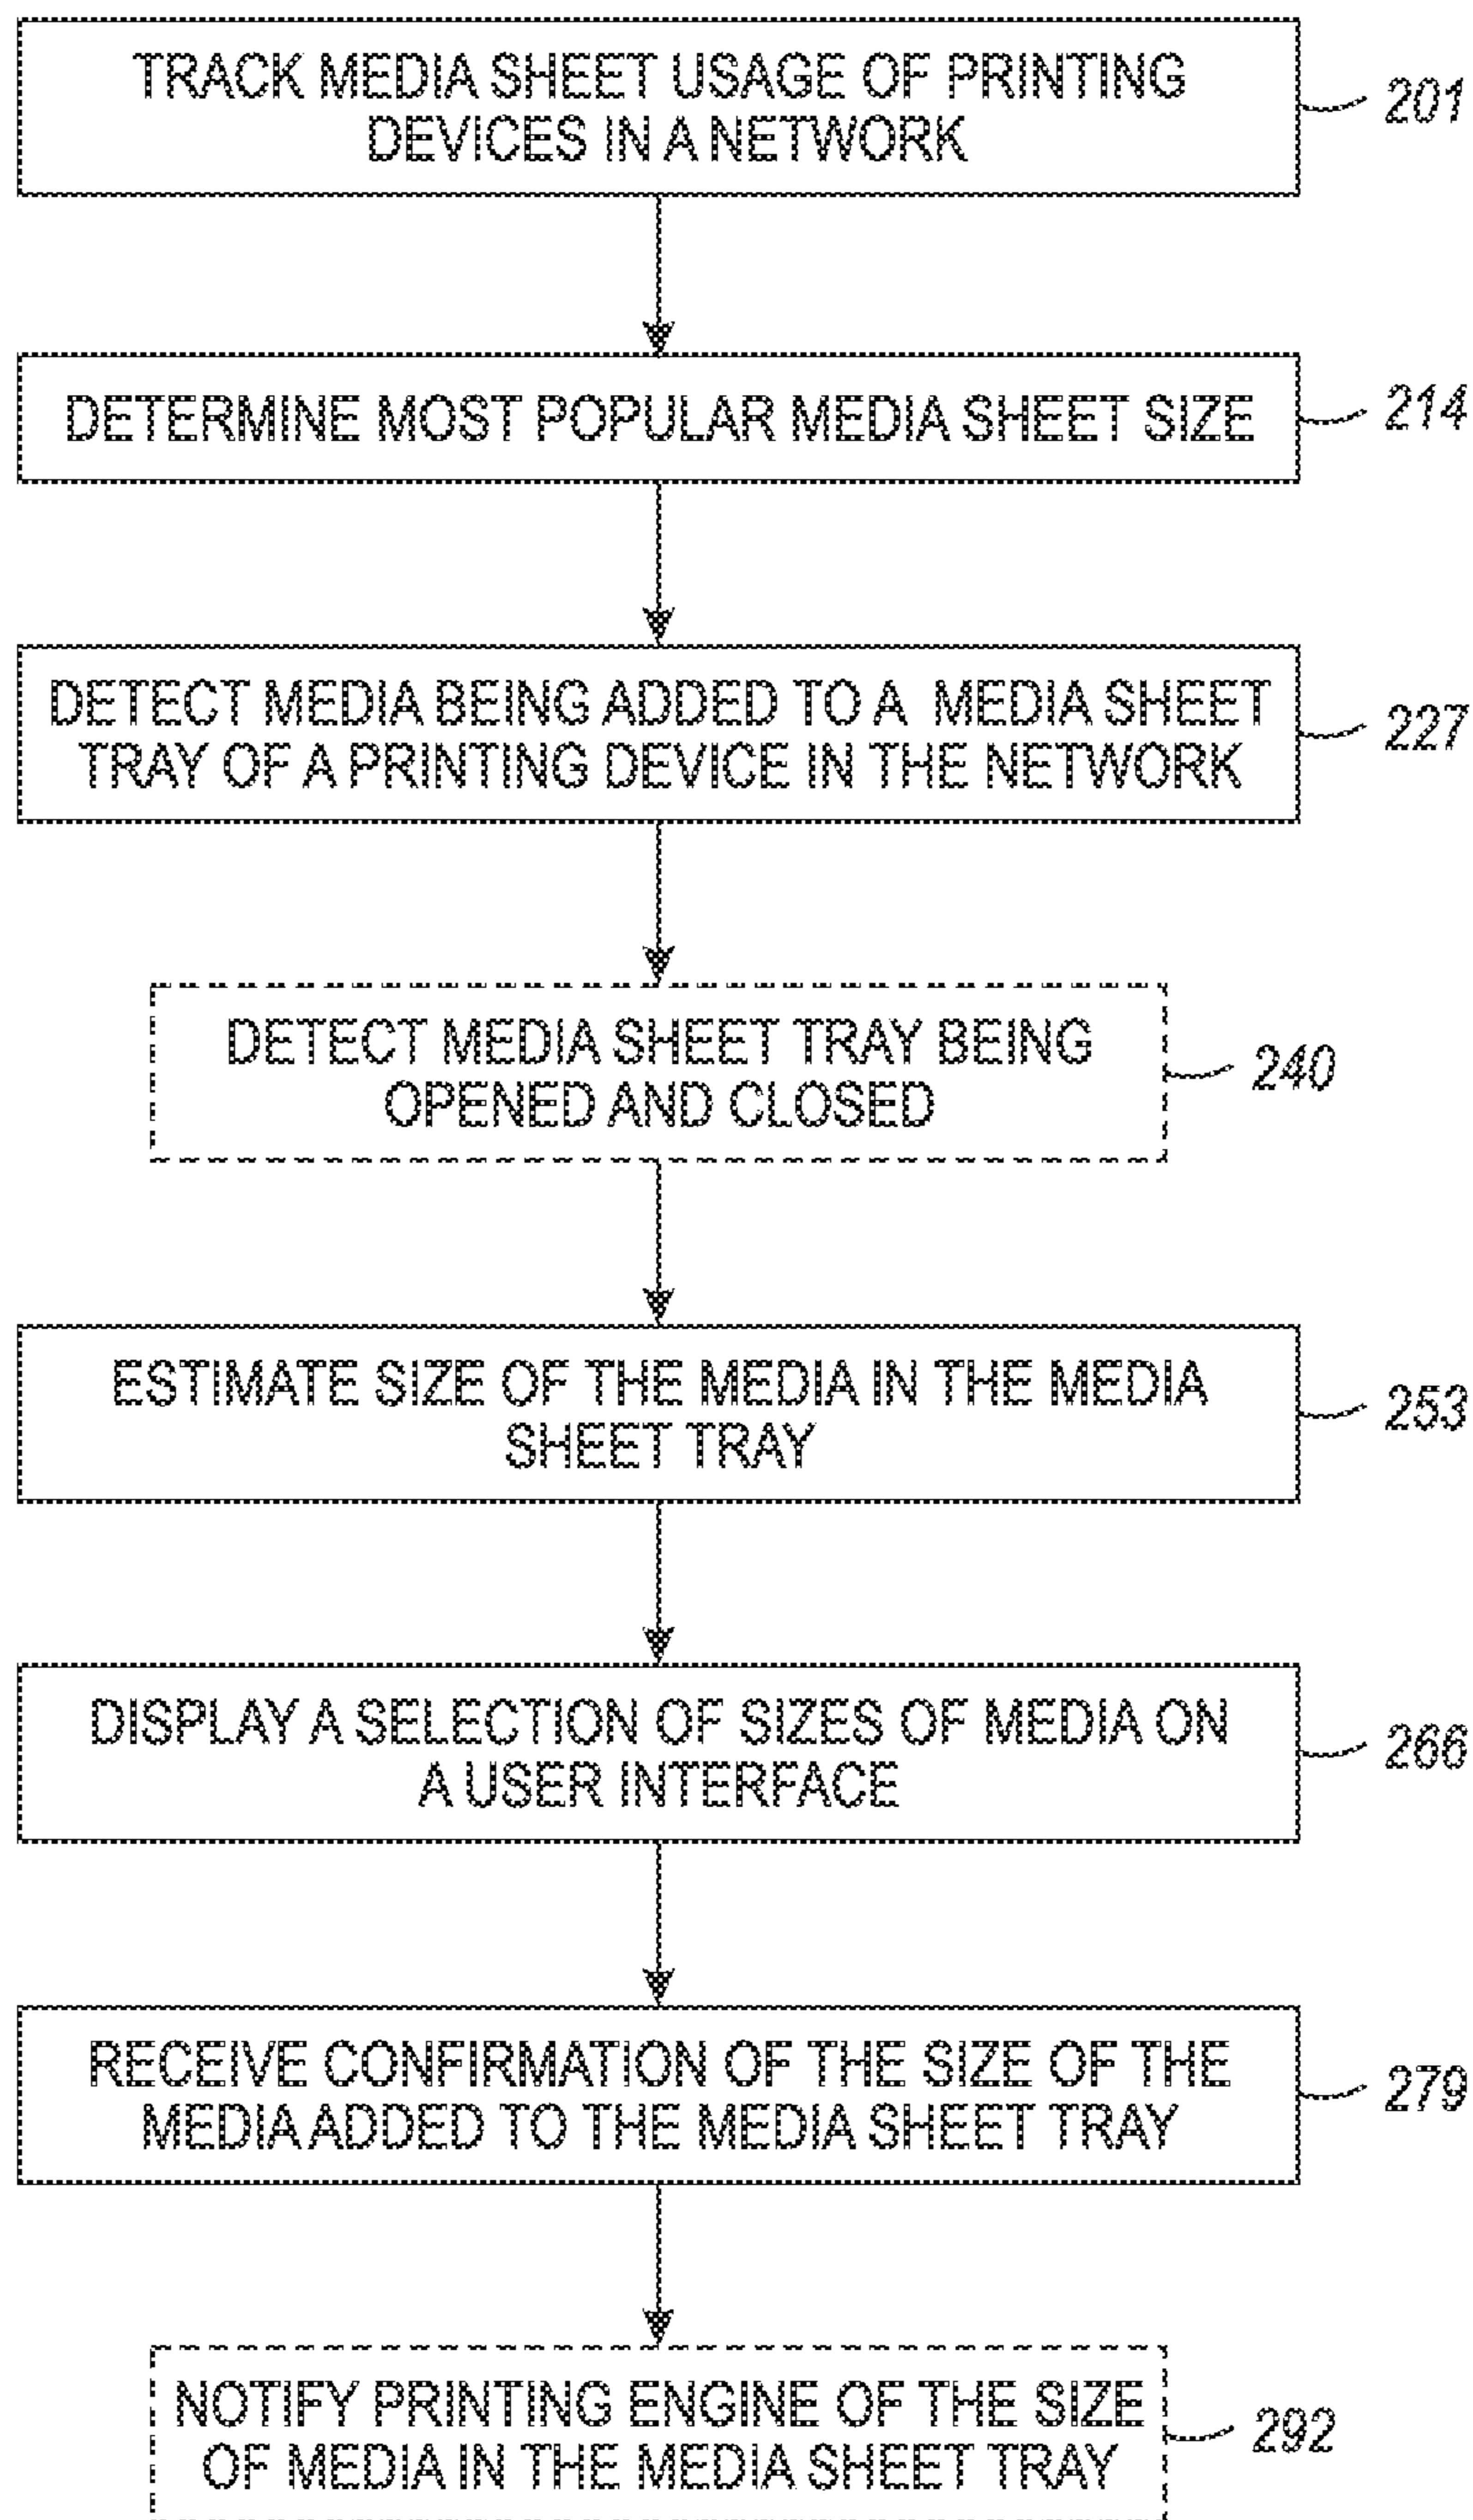 TRACK MEDIA SHEET USAGE OF PRINTING
DEVICES IN A NETWORK
201
DETERMINE MOST POPULAR MEDIA SHEET SIZE
214
DETECT MEDIA BEING ADDED TO A MEDIA SHEET
TRAY OF A PRINTING DEVICE IN THE NETWORK
227
DETECT MEDIA SHEET TRAY BEING
OPENED AND CLOSED
240
ESTIMATE SIZE OF THE MEDIA IN THE MEDIA
SHEET TRAY
253
DISPLAY A SELECTION OF SIZES OF MEDIA ON
A USER INTERFACE
266
RECEIVE CONFIRMATION OF THE SIZE OF THE
MEDIA ADDED TO THE MEDIA SHEET TRAY
279
NOTIFY PRINTING ENGINE OF THE SIZE
OF MEDIA IN THE MEDIA SHEET TRAY
292